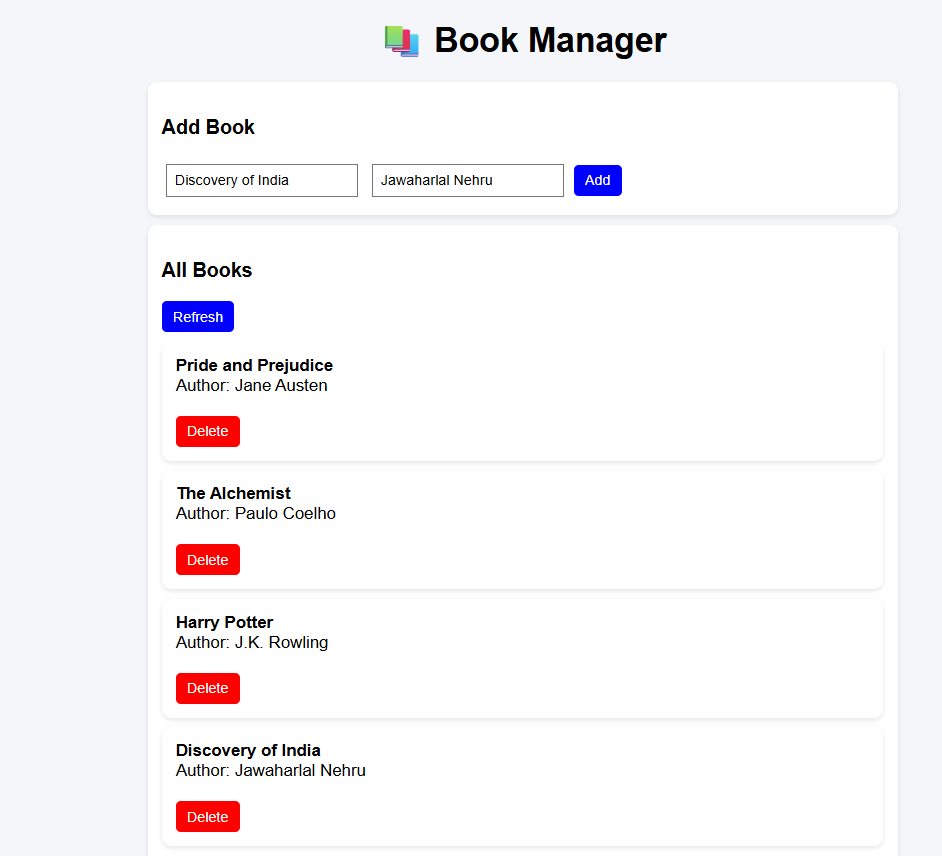 Book Manager
Add Book
Discovery of India Jawaharlal Nehru Add
All Books
Refresh
Pride and Prejudice
Author: Jane Austen
Delete
The Alchemist
Author: Paulo Coelho
Delete
Harry Potter
Author: J.K. Rowling
Delete
Discovery of India
Author: Jawaharlal Nehru
Delete